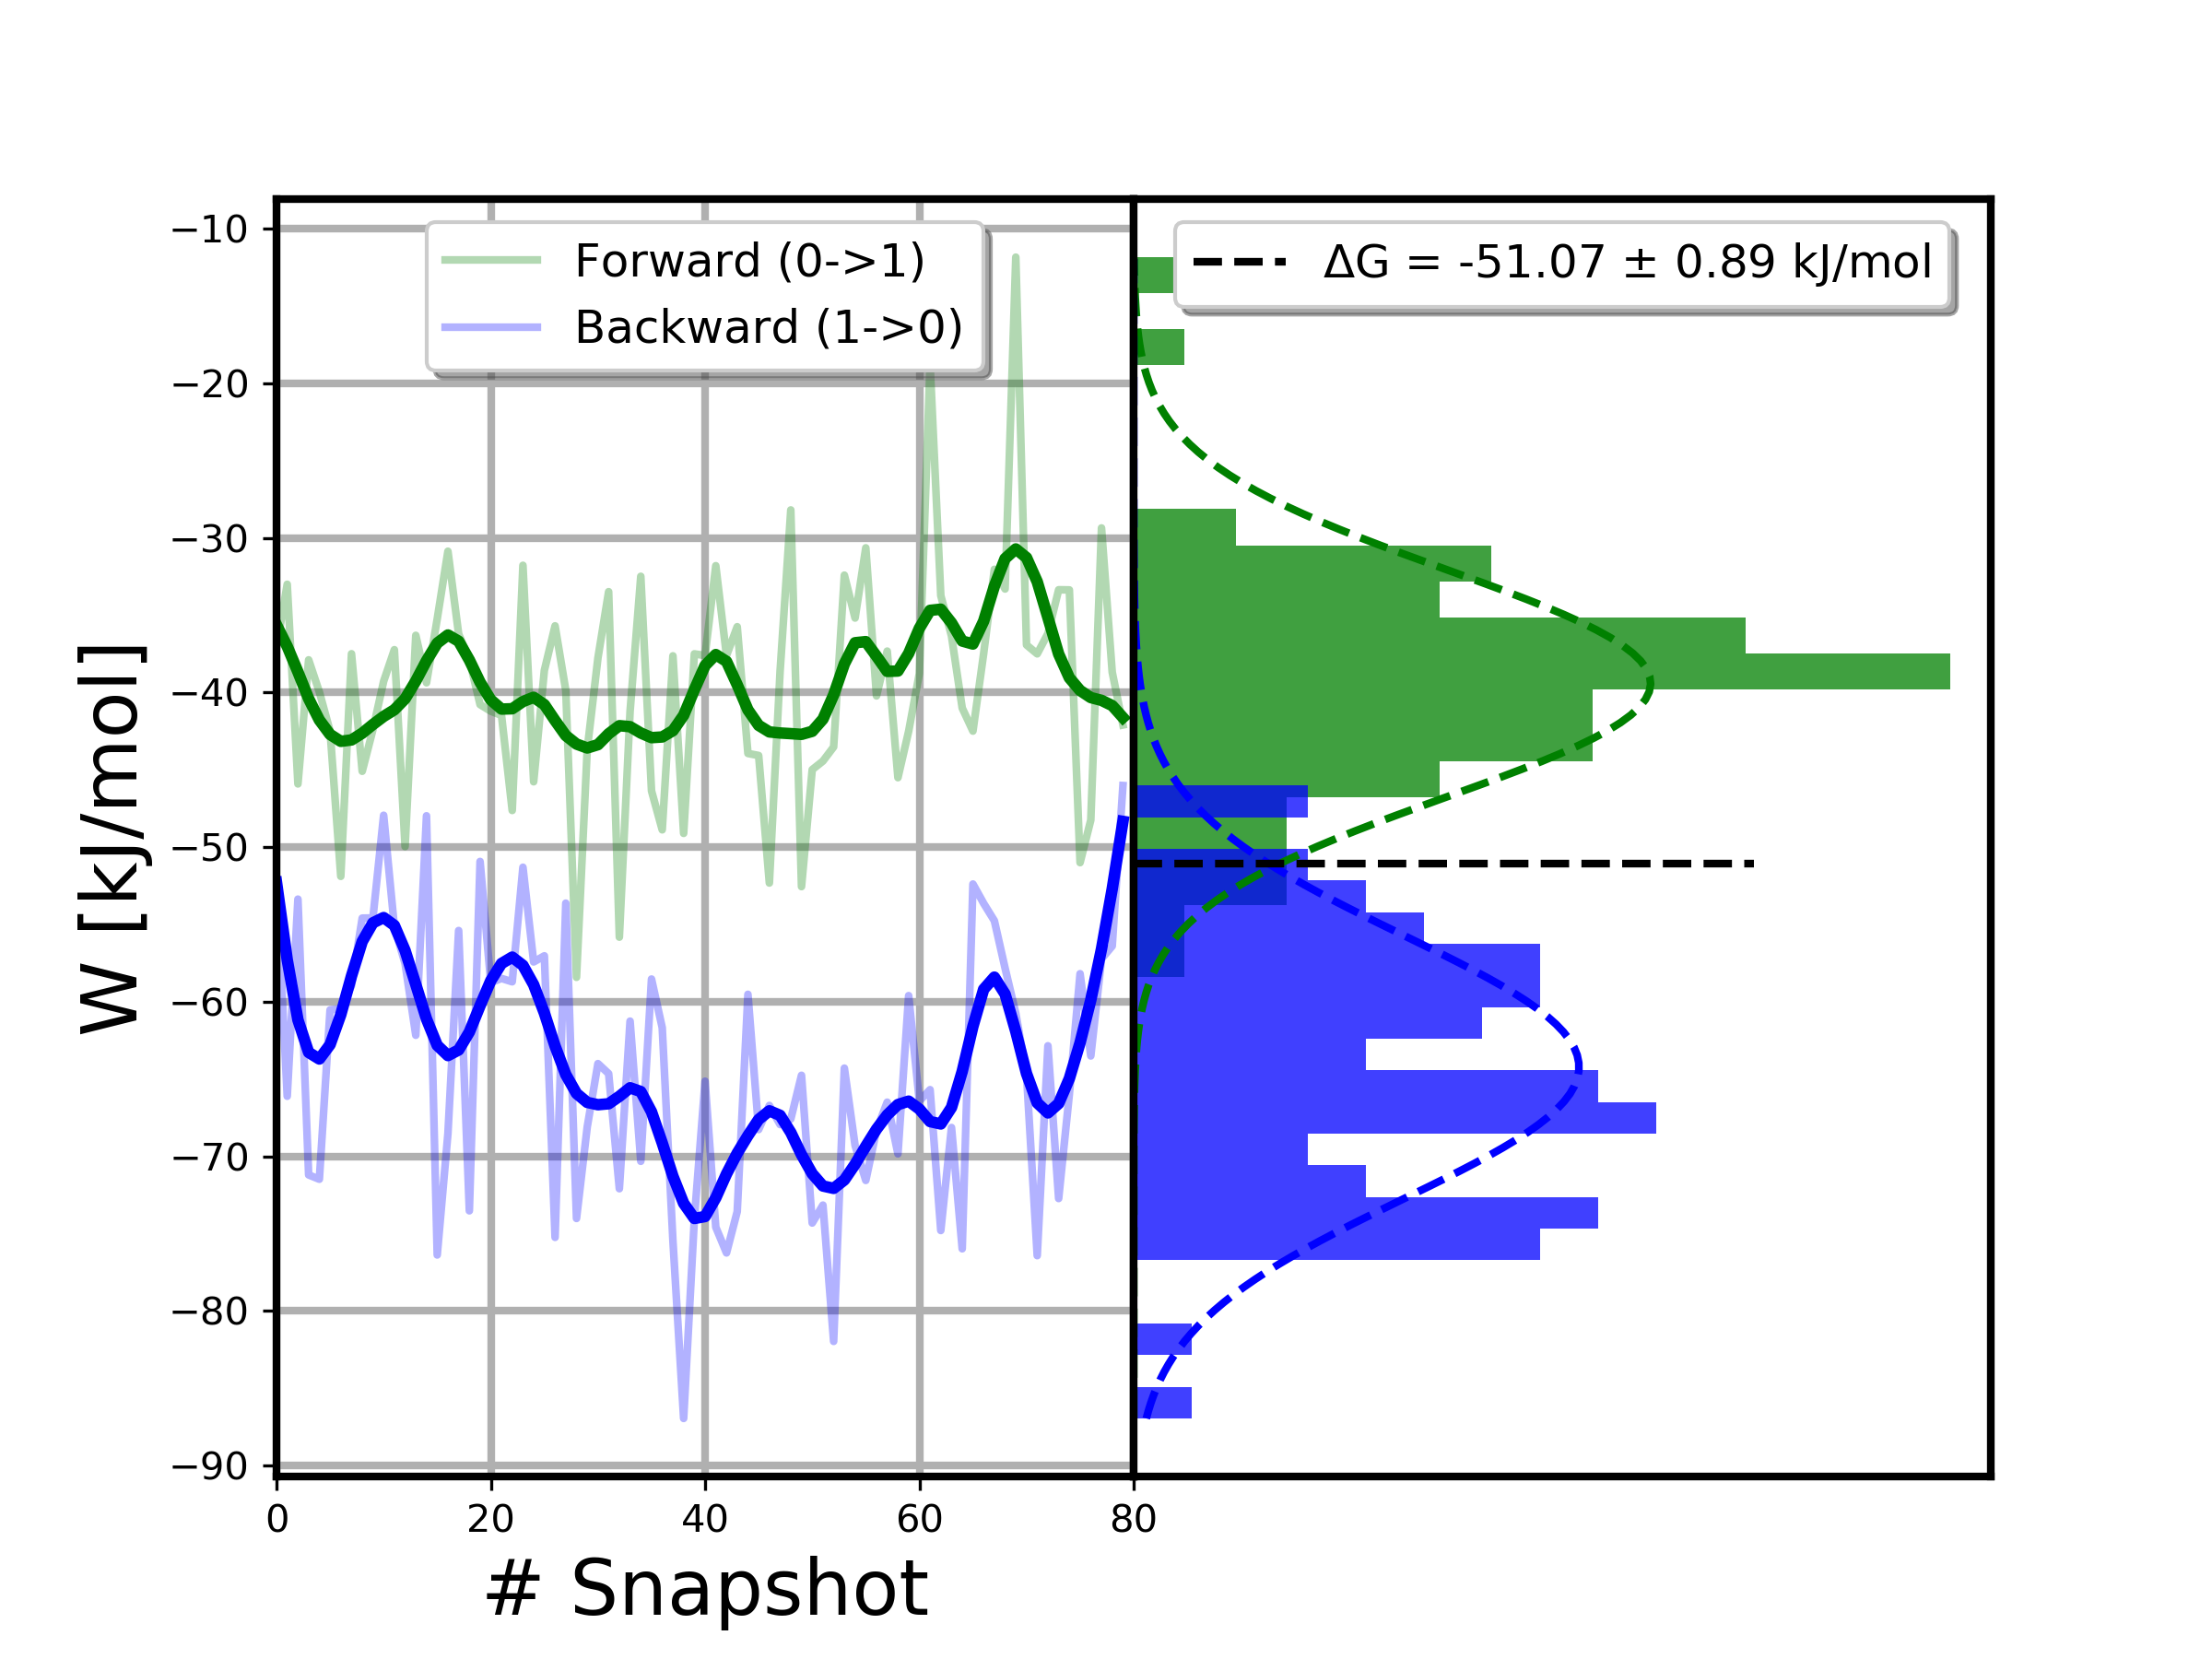 Forward (0->1)
Backward (1->0)
ΔG = -51.07 ± 0.89 kJ/mol
W [kJ/mol]
−10
−20
−30
−40
−50
−60
−70
−80
−90
0 20 40 60 80
# Snapshot